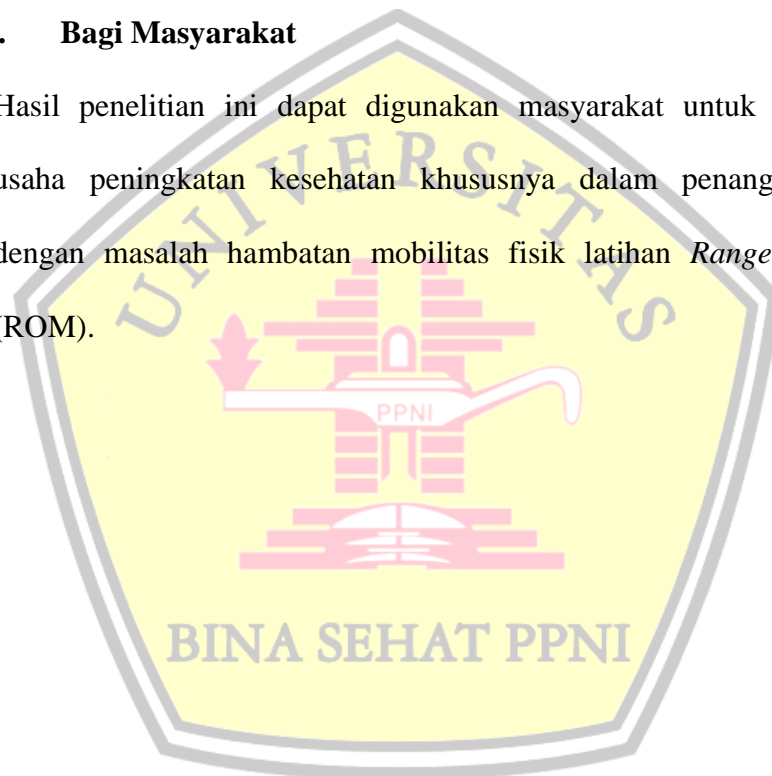 . Bagi Masyarakat
Hasil penelitian ini dapat digunakan masyarakat untuk
usaha peningkatan kesehatan khususnya dalam penang
dengan masalah hambatan mobilitas fisik latihan Range
(ROM).
UNIVERSITAS
PPNI
BINA SEHAT PPNI